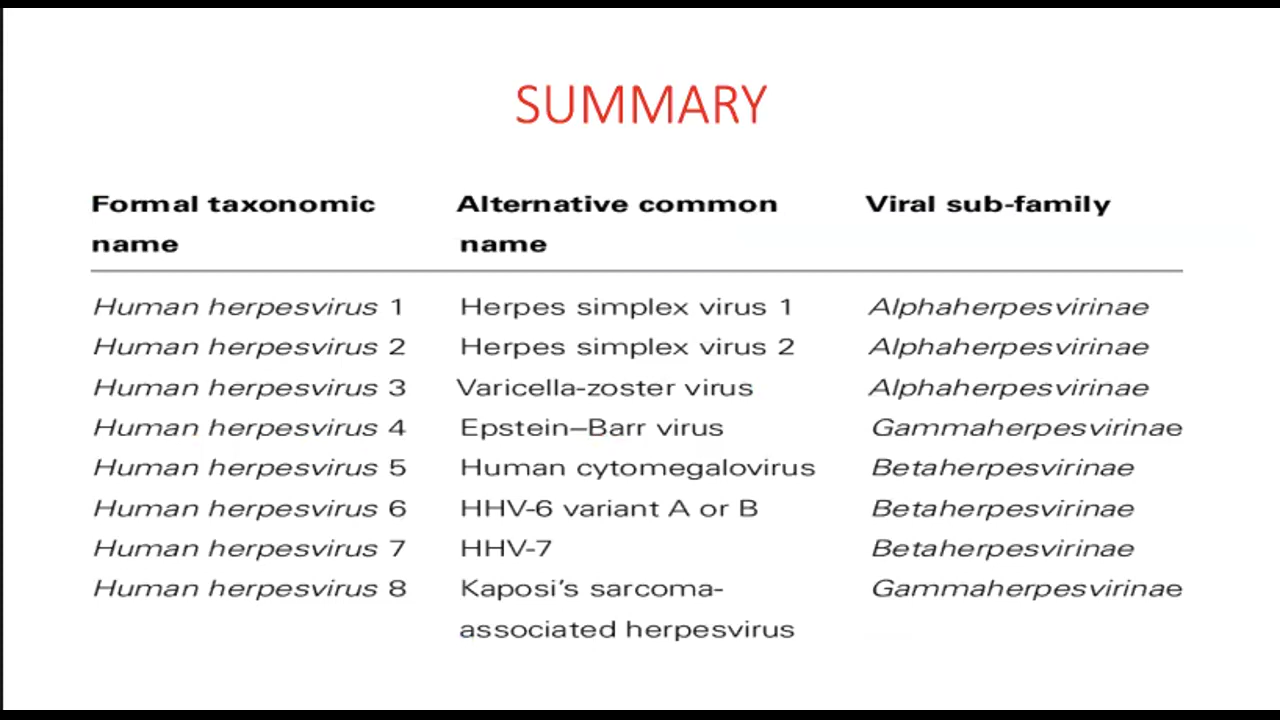 SUMMARY
Formal taxonomic name Alternative common name Viral sub-family
Human herpesvirus 1 Herpes simplex virus 1 Alphaherpesvirinae
Human herpesvirus 2 Herpes simplex virus 2 Alphaherpesvirinae
Human herpesvirus 3 Varicella-zoster virus Alphaherpesvirinae
Human herpesvirus 4 Epstein–Barr virus Gammaherpesvirinae
Human herpesvirus 5 Human cytomegalovirus Betaherpesvirinae
Human herpesvirus 6 HHV-6 variant A or B Betaherpesvirinae
Human herpesvirus 7 HHV-7 Betaherpesvirinae
Human herpesvirus 8 Kaposi’s sarcoma- Gammaherpesvirinae
associated herpesvirus